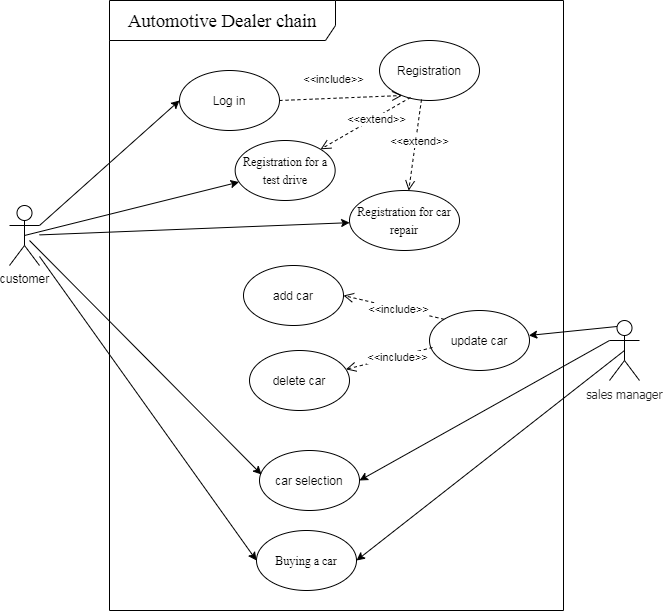 Automotive Dealer chain
Registration
<<include>>
Log in
<<extend>>
<<extend>>
Registration for a
test drive
Registration for car
repair
customer
add car
<<include>>
update car
<<include>>
delete car
sales manager
car selection
Buying a car